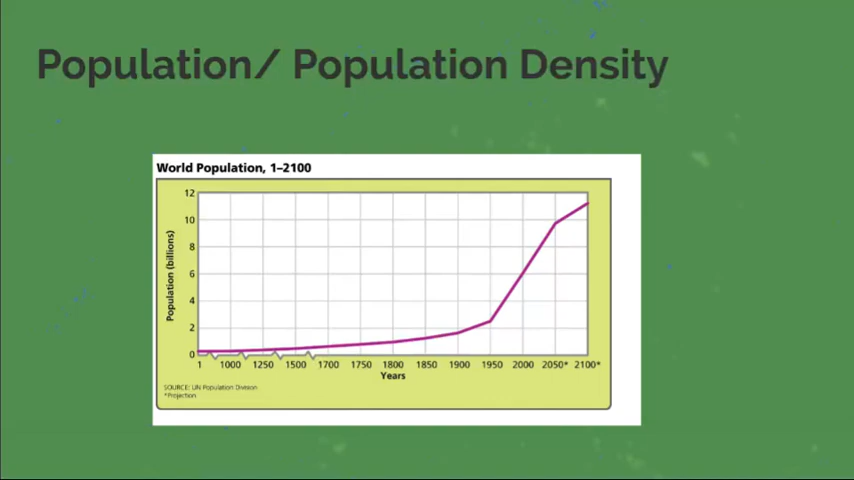 Population/ Population Density
World Population, 1–2100
12
10
8
6
4
2
0
Population (billions)
1 1000 1250 1500 1700 1750 1800 1850 1900 1950 2000 2050* 2100*
Years
SOURCE: UN Population Division
*Projection